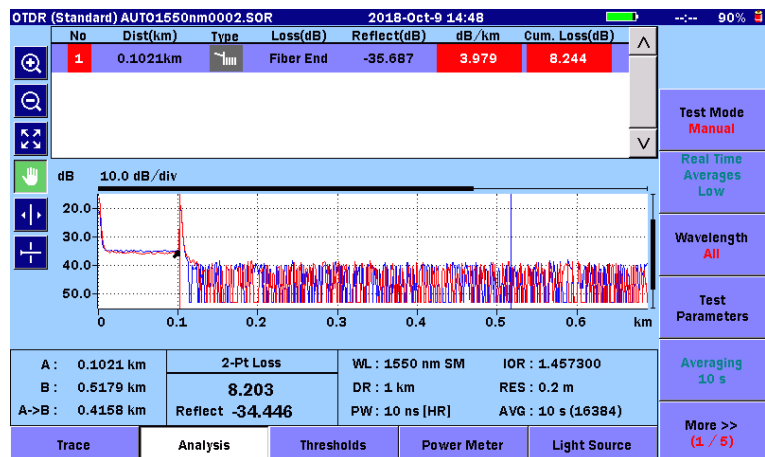 OTDR (Standard) AUTO1550nm0002.SOR 2018-Oct-9 14:48 --:-- 90%
No Dist(km) Type Loss(dB) Reflect(dB) dB/km Cum. Loss(dB)
1 0.1021km Fiber End -35.687 3.979 8.244
Test Mode
Manual
Real Time
Averages
Low
Wavelength
All
Test
Parameters
Averaging
10 s
More >>
(1 / 5)
dB 10.0 dB/div
20.0
30.0
40.0
50.0
0 0.1 0.2 0.3 0.4 0.5 0.6 km
A : 0.1021 km
B : 0.5179 km
A->B : 0.4158 km
2-Pt Loss
8.203
Reflect -34.446
WL : 1550 nm SM IOR : 1.457300
DR : 1 km RES : 0.2 m
PW : 10 ns [HR] AVG : 10 s (16384)
Trace Analysis Thresholds Power Meter Light Source